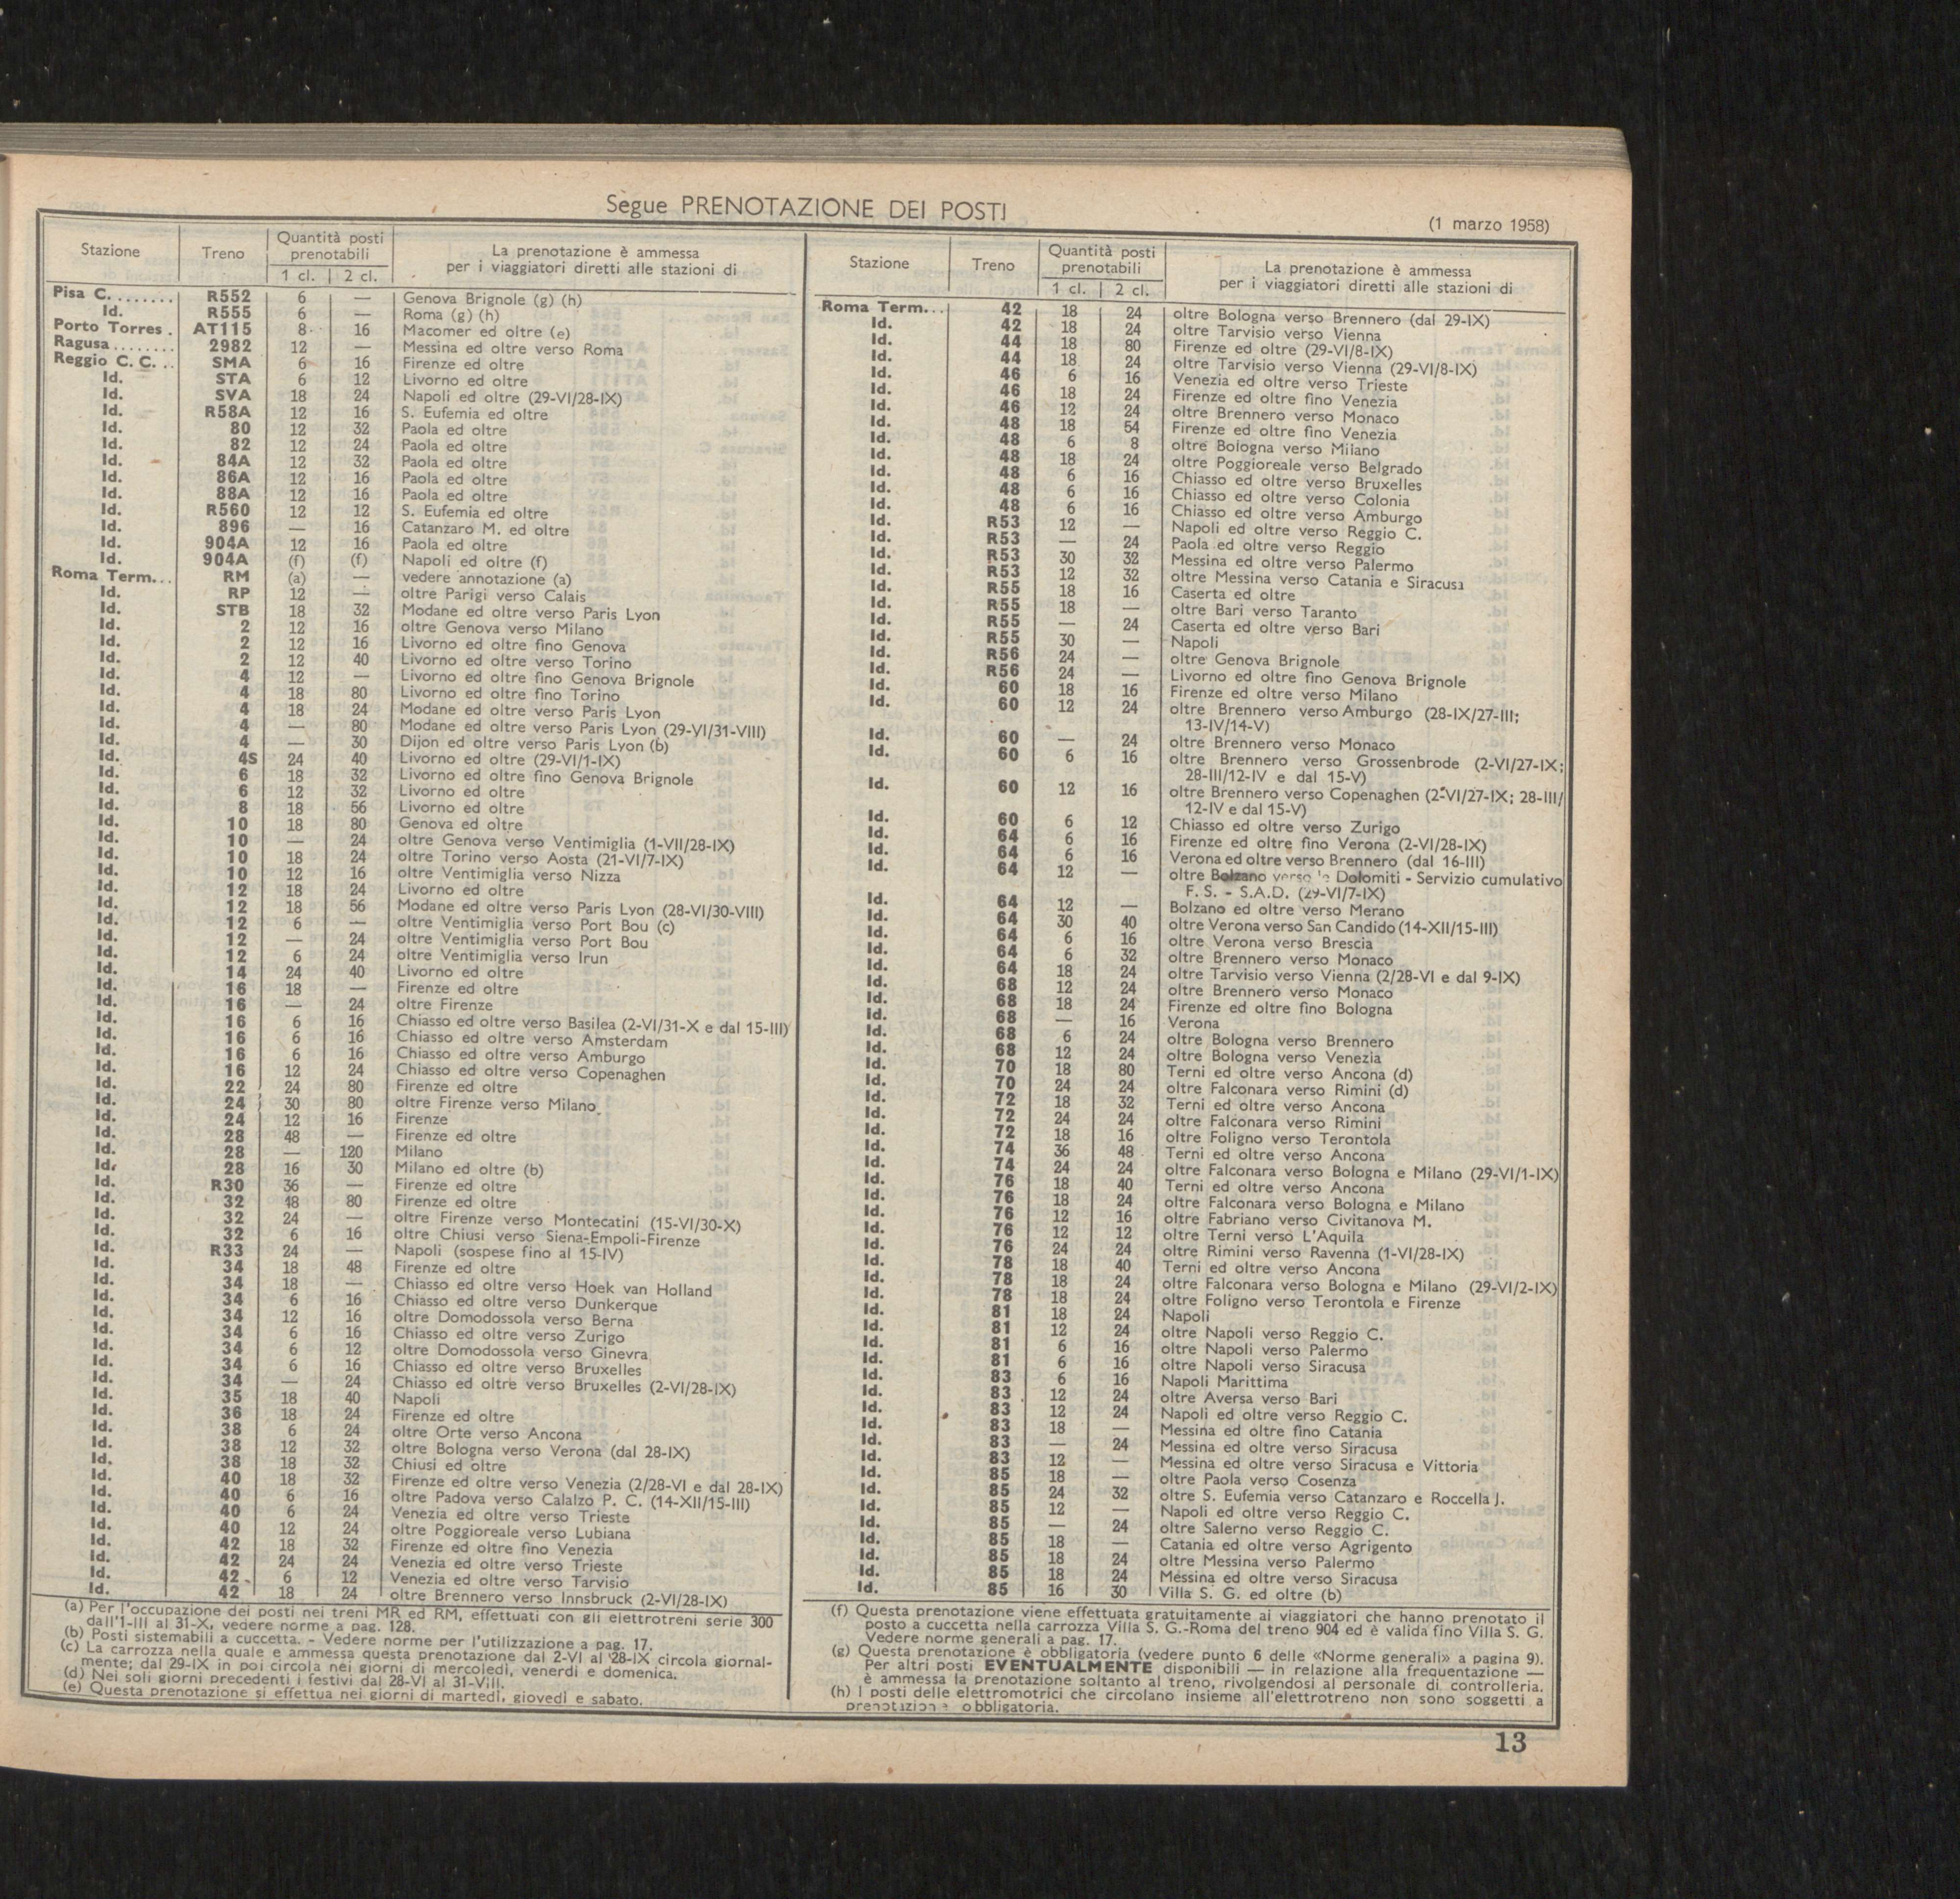 Segue PRENOTAZIONE DEI POSTI
(1 marzo 1958)
Stazione Treno Quantità posti prenotabili 1 cl. 2 cl. La prenotazione è ammessa per i viaggiatori diretti alle stazioni di
Pisa C. ........ R552 6 — Genova Brignole (g) (h)
Id. R555 6 — Roma (g) (h)
Porto Torres . AT115 8 16 Macomer ed oltre (e)
Ragusa ........ 2982 12 — Messina ed oltre verso Roma
Reggio C. C. .. SMA 6 16 Firenze ed oltre
Id. STA 6 12 Livorno ed oltre
Id. SVA 18 24 Napoli ed oltre (29-VI/28-IX)
Id. R58A 12 16 S. Eufemia ed oltre
Id. 80 12 32 Paola ed oltre
Id. 82 12 24 Paola ed oltre
Id. 84A 12 32 Paola ed oltre
Id. 86A 12 16 Paola ed oltre
Id. 88A 12 16 Paola ed oltre
Id. R560 12 12 S. Eufemia ed oltre
Id. 896 — 16 Catanzaro M. ed oltre
Id. 904A 12 16 Paola ed oltre
Id. 904A (f) (f) Napoli ed oltre (f)
Roma Term... RM (a) — vedere annotazione (a)
Id. RP 12 — oltre Parigi verso Calais
Id. STB 18 32 Modane ed oltre verso Paris Lyon
Id. 2 12 16 oltre Genova verso Milano
Id. 2 12 16 Livorno ed oltre fino Genova
Id. 2 12 40 Livorno ed oltre verso Torino
Id. 4 12 — Livorno ed oltre fino Genova Brignole
Id. 4 18 80 Livorno ed oltre fino Torino
Id. 4 18 24 Modane ed oltre verso Paris Lyon
Id. 4 — 80 Modane ed oltre verso Paris Lyon (29-VI/31-VIII)
Id. 4 — 30 Dijon ed oltre verso Paris Lyon (b)
Id. 4S 24 40 Livorno ed oltre (29-VI/1-IX)
Id. 6 18 32 Livorno ed oltre fino Genova Brignole
Id. 6 12 32 Livorno ed oltre
Id. 8 18 56 Livorno ed oltre
Id. 10 18 80 Genova ed oltre
Id. 10 — 24 oltre Genova verso Ventimiglia (1-VII/28-IX)
Id. 10 18 24 oltre Torino verso Aosta (21-VI/7-IX)
Id. 10 12 16 oltre Ventimiglia verso Nizza
Id. 12 18 24 Livorno ed oltre
Id. 12 18 56 Modane ed oltre verso Paris Lyon (28-VI/30-VIII)
Id. 12 6 — oltre Ventimiglia verso Port Bou (c)
Id. 12 — 24 oltre Ventimiglia verso Port Bou
Id. 12 6 24 oltre Ventimiglia verso Irun
Id. 14 24 40 Livorno ed oltre
Id. 16 18 — Firenze ed oltre
Id. 16 — 24 oltre Firenze
Id. 16 6 16 Chiasso ed oltre verso Basilea (2-VI/31-X e dal 15-III)
Id. 16 6 16 Chiasso ed oltre verso Amsterdam
Id. 16 6 16 Chiasso ed oltre verso Amburgo
Id. 16 12 24 Chiasso ed oltre verso Copenaghen
Id. 22 24 80 Firenze ed oltre
Id. 24 30 80 oltre Firenze verso Milano
Id. 24 12 16 Firenze
Id. 28 48 — Firenze ed oltre
Id. 28 — 120 Milano
Id. 28 16 30 Milano ed oltre (b)
Id. R30 36 — Firenze ed oltre
Id. 32 48 80 Firenze ed oltre
Id. 32 24 — oltre Firenze verso Montecatini (15-VI/30-X)
Id. 32 6 16 oltre Chiusi verso Siena-Empoli-Firenze
Id. R33 24 — Napoli (sospese fino al 15-IV)
Id. 34 18 48 Firenze ed oltre
Id. 34 18 — Chiasso ed oltre verso Hoek van Holland
Id. 34 6 16 Chiasso ed oltre verso Dunkerque
Id. 34 12 16 oltre Domodossola verso Berna
Id. 34 6 16 Chiasso ed oltre verso Zurigo
Id. 34 6 12 oltre Domodossola verso Ginevra
Id. 34 6 16 Chiasso ed oltre verso Bruxelles
Id. 34 — 24 Chiasso ed oltre verso Bruxelles (2-VI/28-IX)
Id. 35 18 40 Napoli
Id. 36 18 24 Firenze ed oltre
Id. 38 6 24 oltre Orte verso Ancona
Id. 38 12 32 oltre Bologna verso Verona (dal 28-IX)
Id. 38 18 32 Chiusi ed oltre
Id. 40 18 32 Firenze ed oltre verso Venezia (2/28-VI e dal 28-IX)
Id. 40 6 16 oltre Padova verso Calalzo P. C. (14-XII/15-III)
Id. 40 6 24 Venezia ed oltre verso Trieste
Id. 40 12 24 oltre Poggioreale verso Lubiana
Id. 42 18 32 Firenze ed oltre fino Venezia
Id. 42 24 24 Venezia ed oltre verso Trieste
Id. 42 6 12 Venezia ed oltre verso Tarvisio
Id. 42 18 24 oltre Brennero verso Innsbruck (2-VI/28-IX)
(a) Per l'occupazione dei posti nei treni MR ed RM, effettuati con gli elettrotreni serie 300
dall'1-III al 31-X, vedere norme a pag. 128.
(b) Posti sistemabili a cuccetta. - Vedere norme per l'utilizzazione a pag. 17.
(c) La carrozza nella quale e ammessa questa prenotazione dal 2-VI al 28-IX circola giornal-
mente; dal 29-IX in poi circola nei giorni di mercoledì, venerdì e domenica.
(d) Nei soli giorni precedenti i festivi dal 28-VI al 31-VIII.
(e) Questa prenotazione si effettua nei giorni di martedì, giovedì e sabato.
Stazione Treno Quantità posti prenotabili 1 cl. 2 cl. La prenotazione è ammessa per i viaggiatori diretti alle stazioni di
Roma Term... 42 18 24 oltre Bologna verso Brennero (dal 29-IX)
Id. 42 18 24 oltre Tarvisio verso Vienna
Id. 44 18 80 Firenze ed oltre (29-VI/8-IX)
Id. 44 18 24 oltre Tarvisio verso Vienna (29-VI/8-IX)
Id. 46 6 16 Venezia ed oltre verso Trieste
Id. 46 18 24 Firenze ed oltre fino Venezia
Id. 46 12 24 oltre Brennero verso Monaco
Id. 48 18 54 Firenze ed oltre fino Venezia
Id. 48 6 8 oltre Bologna verso Milano
Id. 48 18 24 oltre Poggioreale verso Belgrado
Id. 48 6 16 Chiasso ed oltre verso Bruxelles
Id. 48 6 16 Chiasso ed oltre verso Colonia
Id. 48 6 16 Chiasso ed oltre verso Amburgo
Id. R53 12 — Napoli ed oltre verso Reggio C.
Id. R53 — 24 Paola ed oltre verso Reggio
Id. R53 30 32 Messina ed oltre verso Palermo
Id. R53 12 32 oltre Messina verso Catania e Siracusa
Id. R55 18 16 Caserta ed oltre
Id. R55 18 — oltre Bari verso Taranto
Id. R55 — 24 Caserta ed oltre verso Bari
Id. R55 30 — Napoli
Id. R56 24 — oltre Genova Brignole
Id. R56 24 — Livorno ed oltre fino Genova Brignole
Id. 60 18 16 Firenze ed oltre verso Milano
Id. 60 12 24 oltre Brennero verso Amburgo (28-IX/27-III;
13-IV/14-V)
Id. 60 — 24 oltre Brennero verso Monaco
Id. 60 6 16 oltre Brennero verso Grossenbrode (2-VI/27-IX;
28-III/12-IV e dal 15-V)
Id. 60 12 16 oltre Brennero verso Copenaghen (2-VI/27-IX; 28-III/
12-IV e dal 15-V)
Id. 60 6 12 Chiasso ed oltre verso Zurigo
Id. 64 6 16 Firenze ed oltre fino Verona (2-VI/28-IX)
Id. 64 6 16 Verona ed oltre verso Brennero (dal 16-III)
Id. 64 12 — oltre Bolzano verso le Dolomiti - Servizio cumulativo
F. S. - S.A.D. (29-VI/7-IX)
Id. 64 12 — Bolzano ed oltre verso Merano
Id. 64 30 40 oltre Verona verso San Candido (14-XII/15-III)
Id. 64 6 16 oltre Verona verso Brescia
Id. 64 6 32 oltre Brennero verso Monaco
Id. 64 18 24 oltre Tarvisio verso Vienna (2/28-VI e dal 9-IX)
Id. 68 12 24 oltre Brennero verso Monaco
Id. 68 18 24 Firenze ed oltre fino Bologna
Id. 68 — 16 Verona
Id. 68 6 24 oltre Bologna verso Brennero
Id. 68 12 24 oltre Bologna verso Venezia
Id. 70 18 80 Terni ed oltre verso Ancona (d)
Id. 70 24 24 oltre Falconara verso Rimini (d)
Id. 72 18 32 Terni ed oltre verso Ancona
Id. 72 24 24 oltre Falconara verso Rimini
Id. 72 18 16 oltre Foligno verso Terontola
Id. 74 36 48 Terni ed oltre verso Ancona
Id. 74 24 24 oltre Falconara verso Bologna e Milano (29-VI/1-IX)
Id. 76 18 40 Terni ed oltre verso Ancona
Id. 76 18 24 oltre Falconara verso Bologna e Milano
Id. 76 12 16 oltre Fabriano verso Civitanova M.
Id. 76 12 12 oltre Terni verso L'Aquila
Id. 76 24 24 oltre Rimini verso Ravenna (1-VI/28-IX)
Id. 78 18 40 Terni ed oltre verso Ancona
Id. 78 18 24 oltre Falconara verso Bologna e Milano (29-VI/2-IX)
Id. 78 18 24 oltre Foligno verso Terontola e Firenze
Id. 81 18 24 Napoli
Id. 81 12 24 oltre Napoli verso Reggio C.
Id. 81 6 16 oltre Napoli verso Palermo
Id. 81 6 16 oltre Napoli verso Siracusa
Id. 83 6 16 Napoli Marittima
Id. 83 12 24 oltre Aversa verso Bari
Id. 83 12 24 Napoli ed oltre verso Reggio C.
Id. 83 18 — Messina ed oltre fino Catania
Id. 83 — 24 Messina ed oltre verso Siracusa
Id. 83 12 — Messina ed oltre verso Siracusa e Vittoria
Id. 85 18 — oltre Paola verso Cosenza
Id. 85 24 32 oltre S. Eufemia verso Catanzaro e Roccella J.
Id. 85 12 — Napoli ed oltre verso Reggio C.
Id. 85 — 24 oltre Salerno verso Reggio C.
Id. 85 18 — Catania ed oltre verso Agrigento
Id. 85 18 24 oltre Messina verso Palermo
Id. 85 18 24 Messina ed oltre verso Siracusa
Id. 85 16 30 Villa S. G. ed oltre (b)
(f) Questa prenotazione viene effettuata gratuitamente ai viaggiatori che hanno prenotato il
posto a cuccetta nella carrozza Villa S. G.-Roma del treno 904 ed è valida fino Villa S. G.
Vedere norme generali a pag. 17.
(g) Questa prenotazione è obbligatoria (vedere punto 6 delle «Norme generali» a pagina 9).
Per altri posti EVENTUALMENTE disponibili — in relazione alla frequentazione —
è ammessa la prenotazione soltanto al treno, rivolgendosi al personale di controlleria.
(h) I posti delle elettromotrici che circolano insieme all'elettrotreno non sono soggetti a
prenotazione obbligatoria.
13